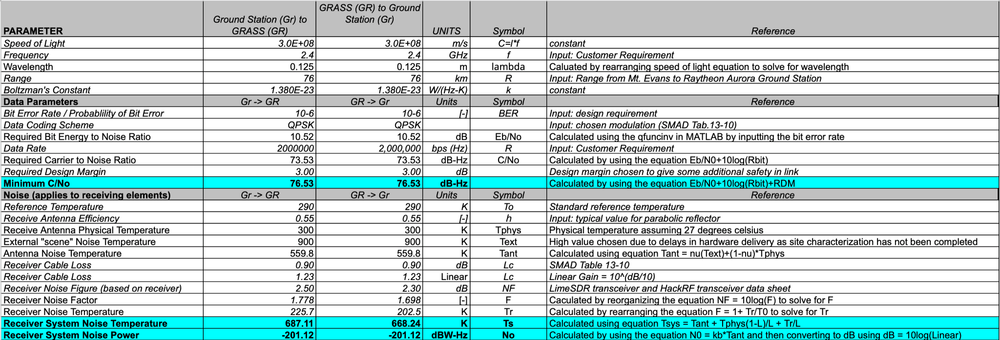 PARAMETER Ground Station (Gr) to GRASS (GR) GRASS (GR) to Ground Station (Gr) UNITS Symbol Reference
Speed of Light 3.0E+08 3.0E+08 m/s C=l*f constant
Frequency 2.4 2.4 GHz f Input: Customer Requirement
Wavelength 0.125 0.125 m lambda Caluated by rearranging speed of light equation to solve for wavelength
Range 76 76 km R Input: Range from Mt. Evans to Raytheon Aurora Ground Station
Boltzman's Constant 1.380E-23 1.380E-23 W/(Hz-K) k constant
Data Parameters Gr -> GR GR -> Gr Units Symbol Reference
Bit Error Rate / Probablility of Bit Error 10-6 10-6 [-] BER Input: design requirement
Data Coding Scheme QPSK QPSK Input: chosen modulation (SMAD Tab.13-10)
Required Bit Energy to Noise Ratio 10.52 10.52 dB Eb/No Calculated using the qfuncinv in MATLAB by inputting the bit error rate
Data Rate 2000000 2,000,000 bps (Hz) R Input: Customer Requirement
Required Carrier to Noise Ratio 73.53 73.53 dB-Hz C/No Calculated by using the equation Eb/N0+10log(Rbit)
Required Design Margin 3.00 3.00 dB Design margin chosen to give some additional safety in link
Minimum C/No 76.53 76.53 dB-Hz Calculated by using the equation Eb/N0+10log(Rbit)+RDM
Noise (applies to receiving elements) Gr -> GR GR -> Gr Units Symbol Reference
Reference Temperature 290 290 K To Standard reference temperature
Receive Antenna Efficiency 0.55 0.55 [-] h Input: typical value for parabolic reflector
Receive Antenna Physical Temperature 300 300 K Tphys Physical temperature assuming 27 degrees celsius
External "scene" Noise Temperature 900 900 K Text High value chosen due to delays in hardware delivery as site characterization has not been completed
Antenna Noise Temperature 559.8 559.8 K Tant Calculated using equation Tant = nu(Text)+(1-nu)*Tphys
Receiver Cable Loss 0.90 0.90 dB Lc SMAD Table 13-10
Receiver Cable Loss 1.23 1.23 Linear Lc Linear Gain = 10^(dB/10)
Receiver Noise Figure (based on receiver) 2.50 2.30 dB NF LimeSDR transceiver and HackRF transceiver data sheet
Receiver Noise Factor 1.778 1.698 [-] F Caculated by reorganizing the equation NF = 10log(F) to solve for F
Receiver Noise Temperature 225.7 202.5 K Tr Calculated by rearranging the equation F = 1+ Tr/T0 to solve for Tr
Receiver System Noise Temperature 687.11 668.24 K Ts Calculated using equation Tsys = Tant + Tphys(1-L)/L + Tr/L
Receiver System Noise Power -201.12 -201.12 dBW-Hz No Calculated by using the equation N0 = kb*Tant and then converting to dB using dB = 10log(Linear)